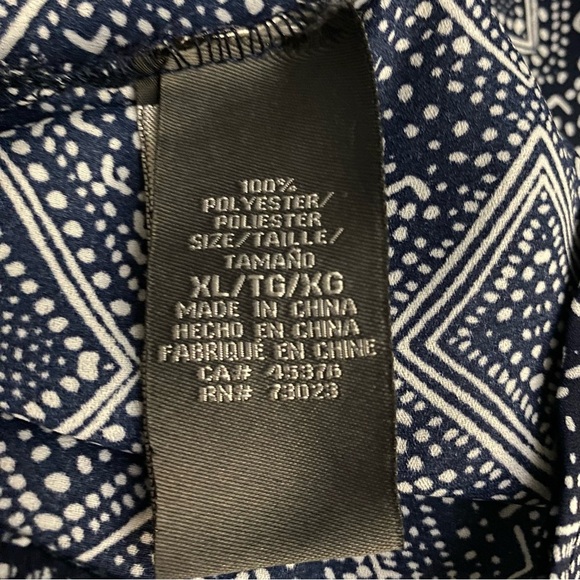 100%
POLYESTER/
POLIESTER
SIZE/TAILLE/
TAMAÑO
XL/TG/XG
MADE IN CHINA
HECHO EN CHINA
FABRIQUÉ EN CHINE
CA# 45376
RN# 73023